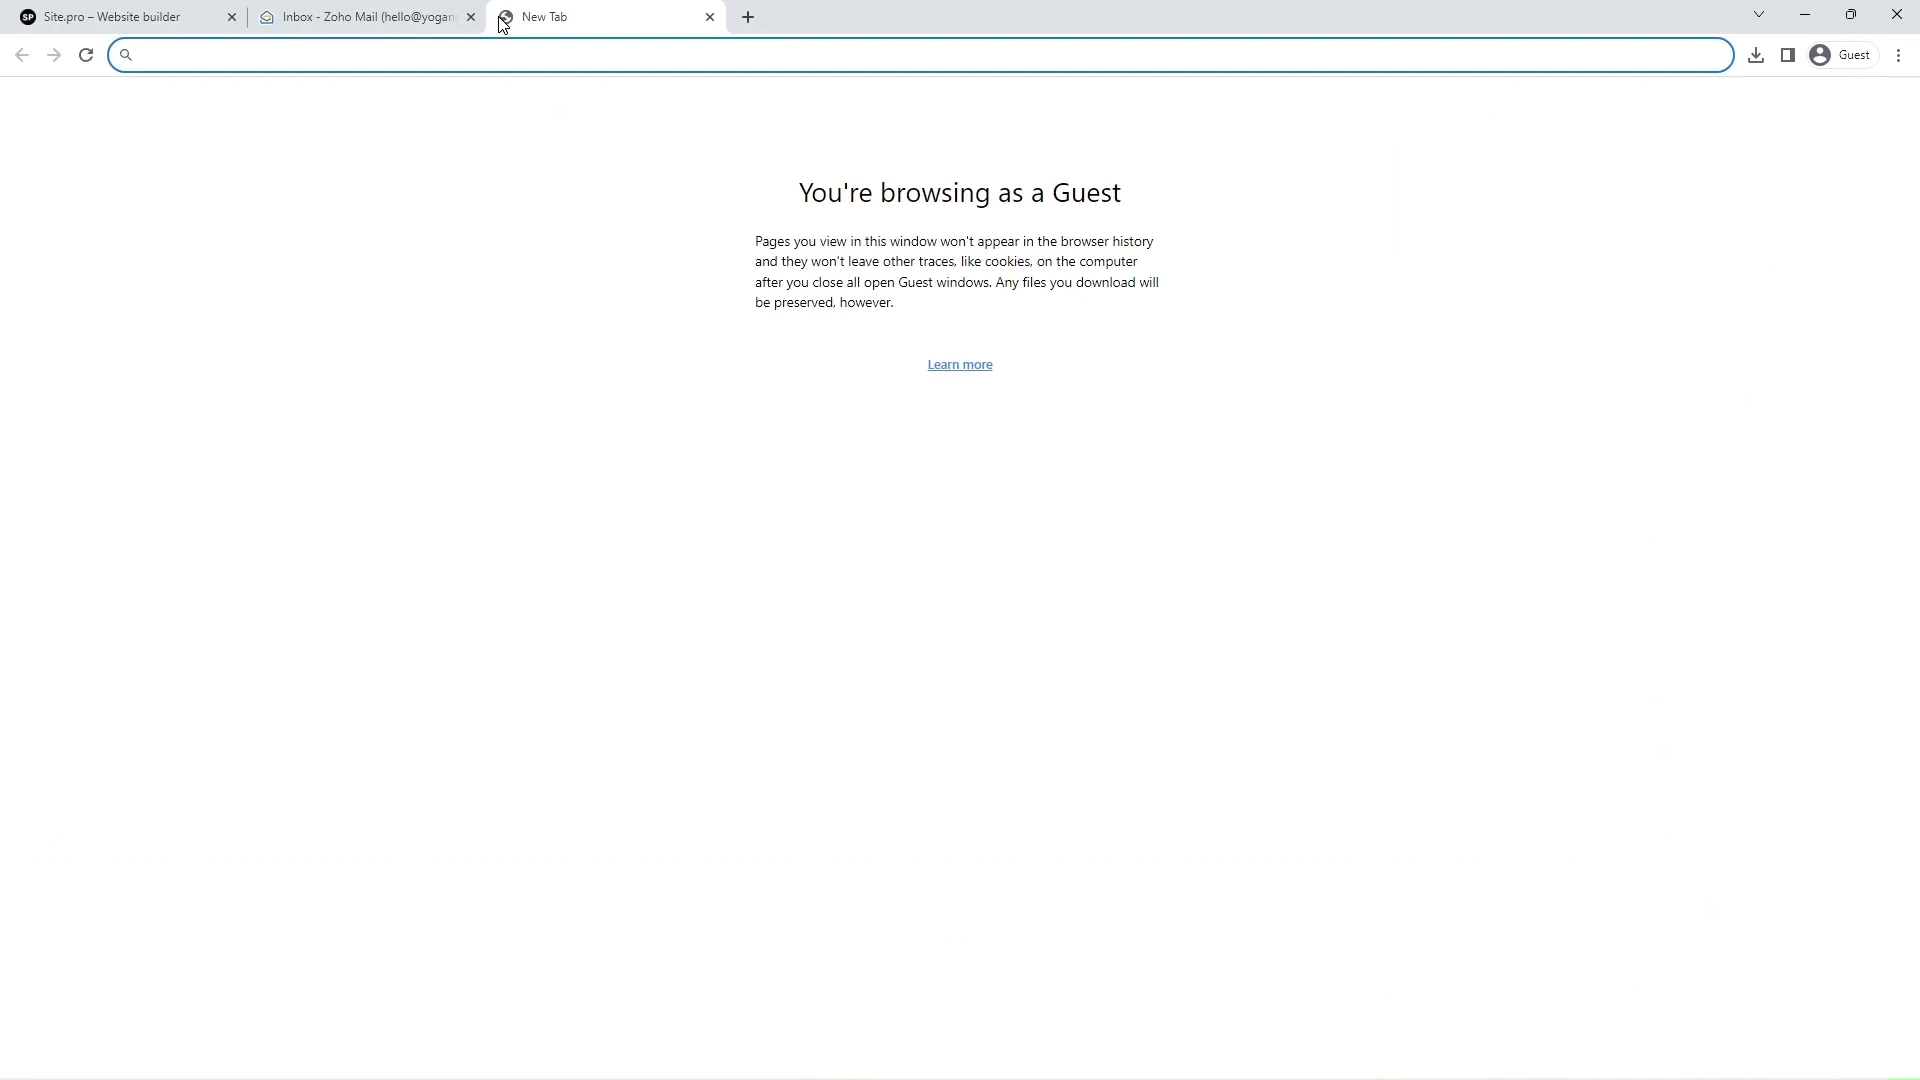 SP Site.pro – Website builder
Inbox - Zoho Mail (hello@yogan
New Tab
Guest
You're browsing as a Guest
Pages you view in this window won't appear in the browser history
and they won't leave other traces, like cookies, on the computer
after you close all open Guest windows. Any files you download will
be preserved, however.
Learn more